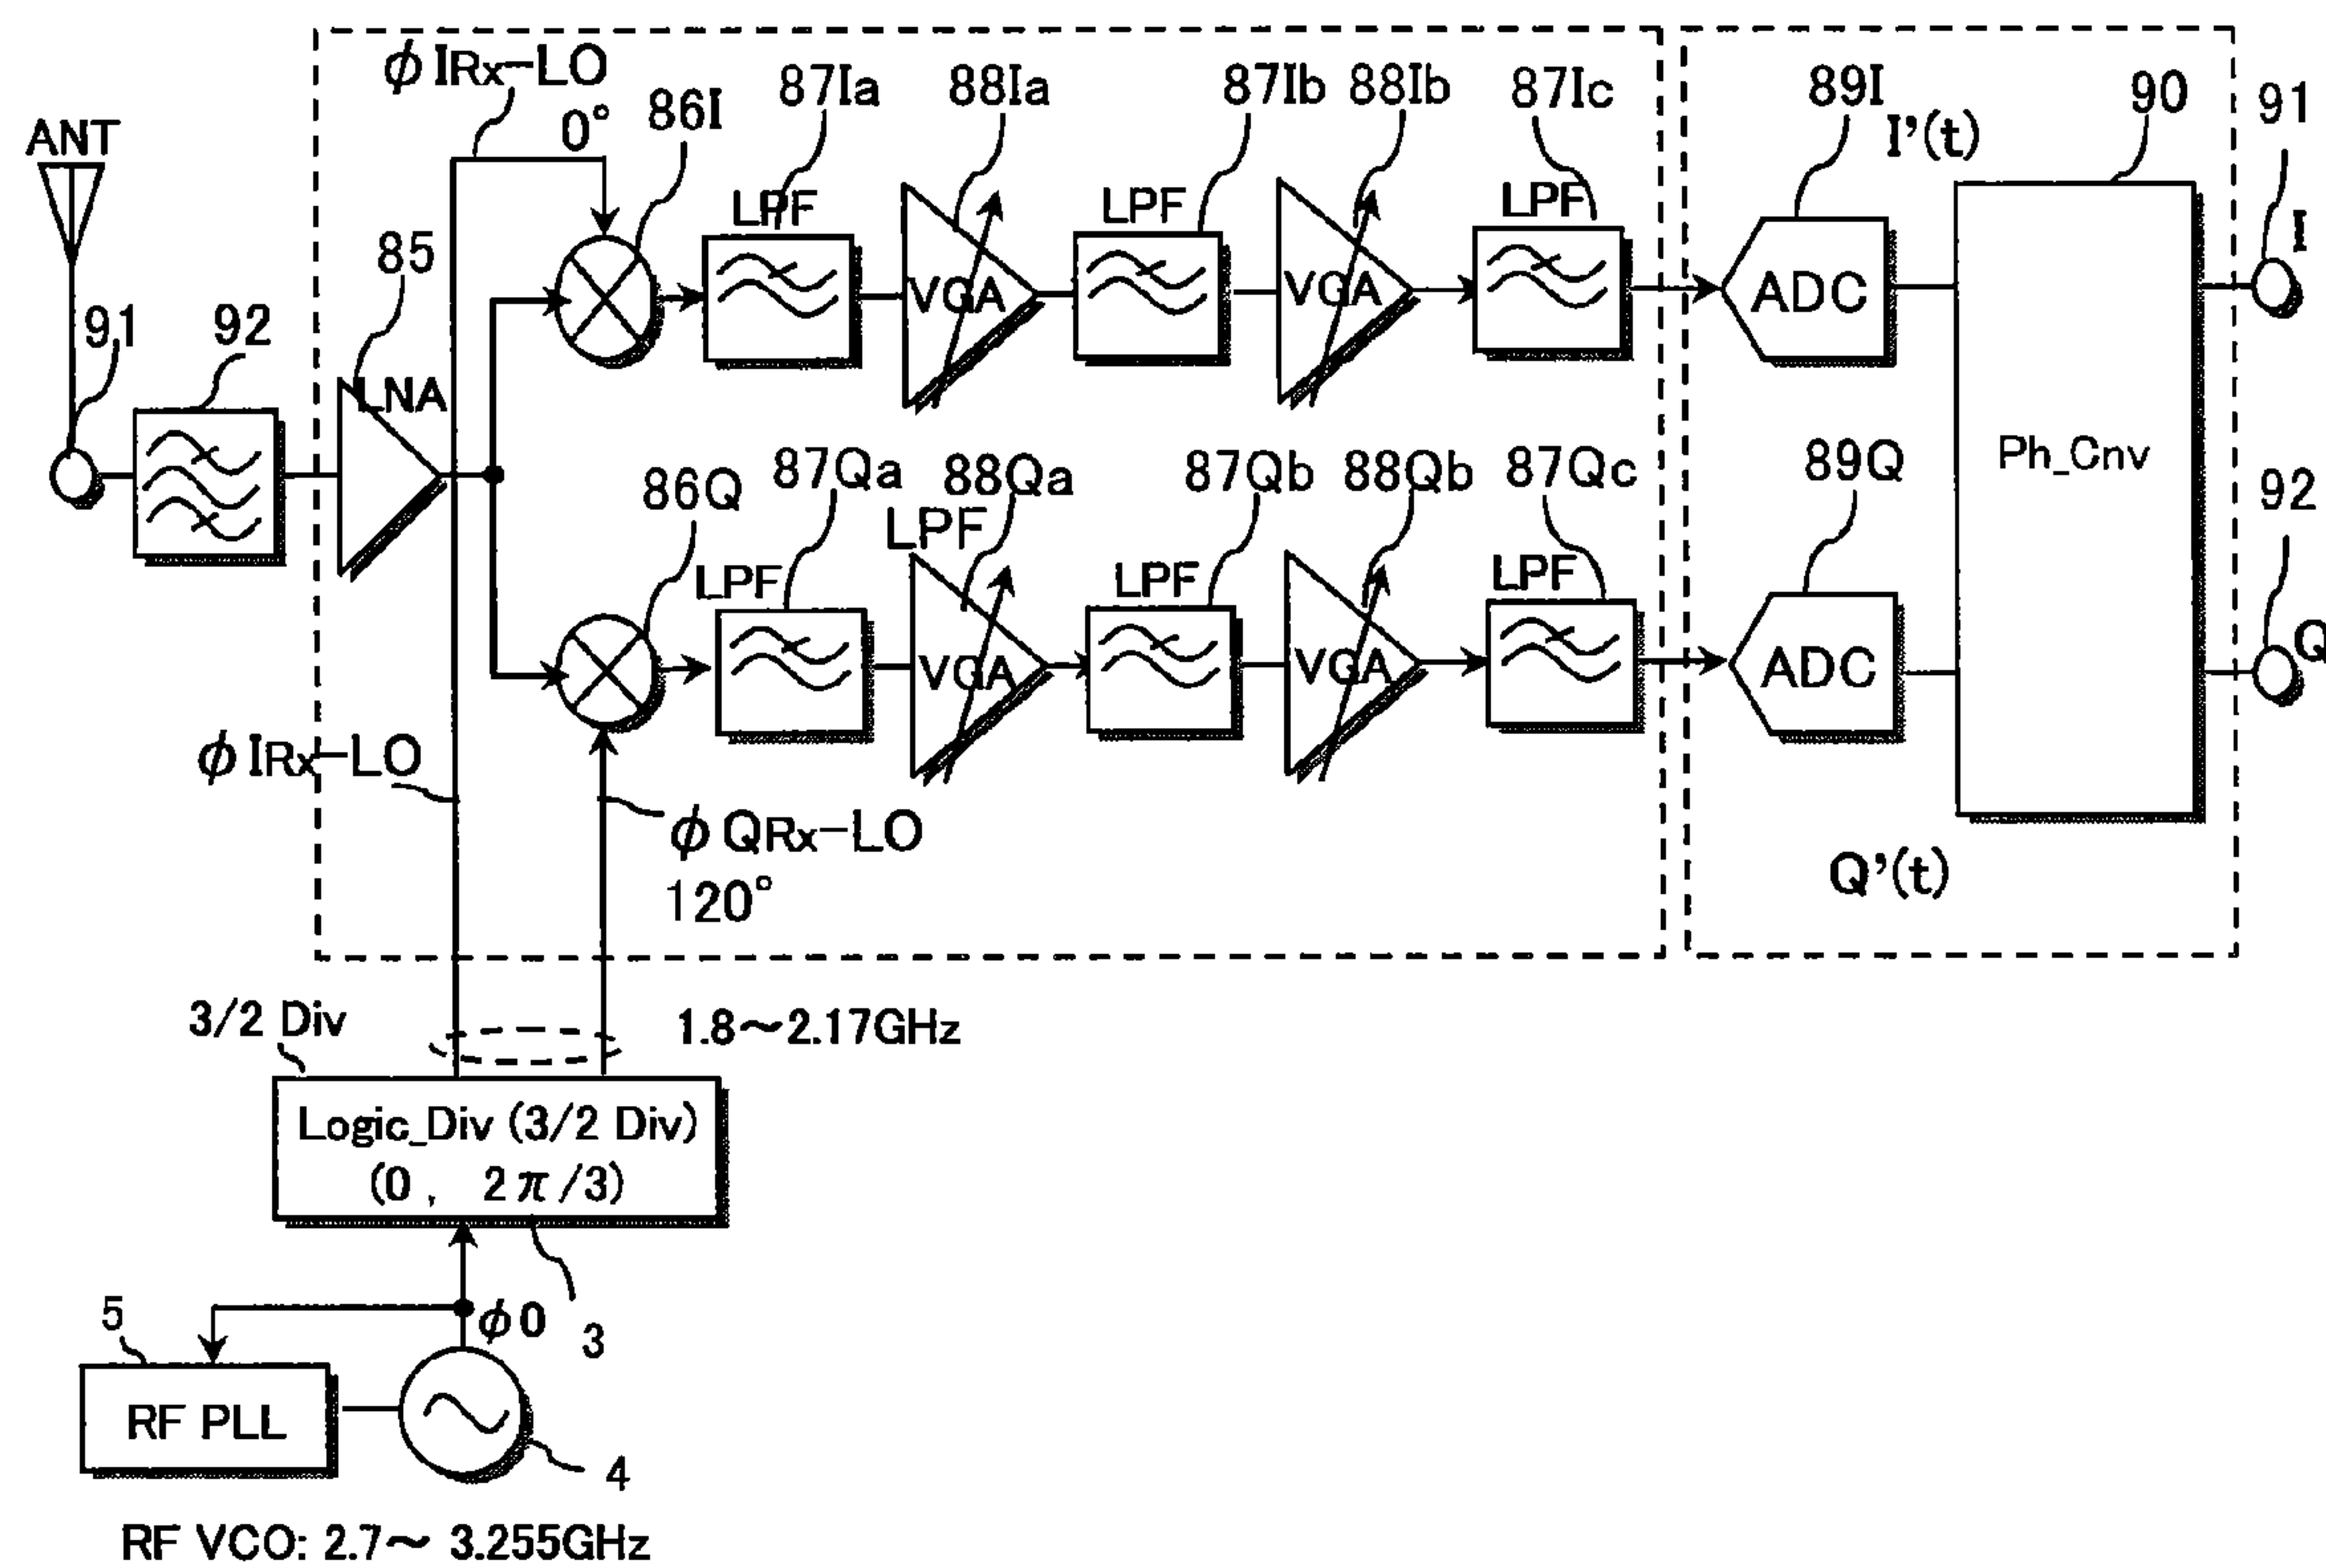 ϕ IRx-LO
0°
86I
87Ia
88Ia
87Ib
88Ib
87Ic
89I
I'(t)
90
91
I
ANT
LPF
LPF
LPF
85
VGA
VGA
ADC
91
92
LNA
86Q
87Qa
88Qa
87Qb
88Qb
87Qc
89Q
Ph_Cnv
92
Q
LPF
LPF
LPF
LPF
VGA
VGA
ADC
ϕ IRx-LO
ϕ QRx-LO
120°
Q'(t)
3/2 Div
1.8~2.17GHz
Logic_Div (3/2 Div)
(0 , 2π/3)
5
ϕ0
3
RF PLL
4
RF VCO: 2.7~ 3.255GHz